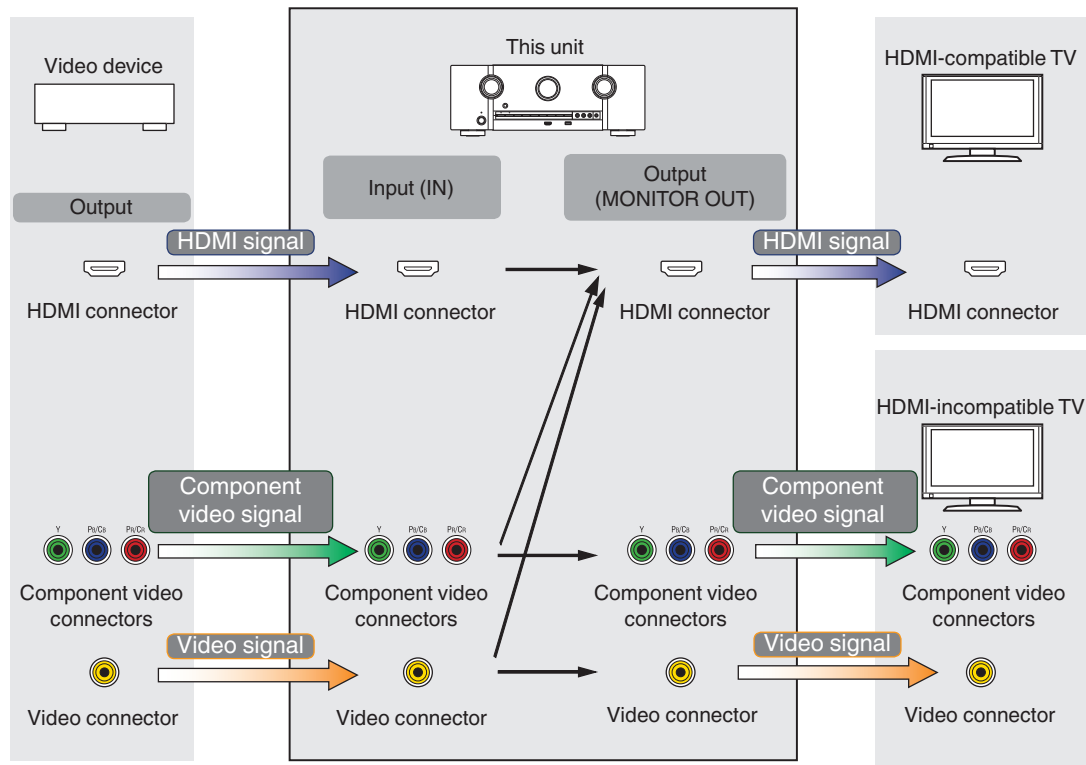 Video device
This unit
HDMI-compatible TV
Output
Input (IN)
Output
(MONITOR OUT)
HDMI signal
HDMI signal
HDMI connector
HDMI connector
HDMI connector
HDMI connector
HDMI-incompatible TV
Component
video signal
Component
video signal
Y PB/CB PR/CR
Y PB/CB PR/CR
Y PB/CB PR/CR
Y PB/CB PR/CR
Component video
connectors
Component video
connectors
Component video
connectors
Component video
connectors
Video signal
Video signal
Video connector
Video connector
Video connector
Video connector